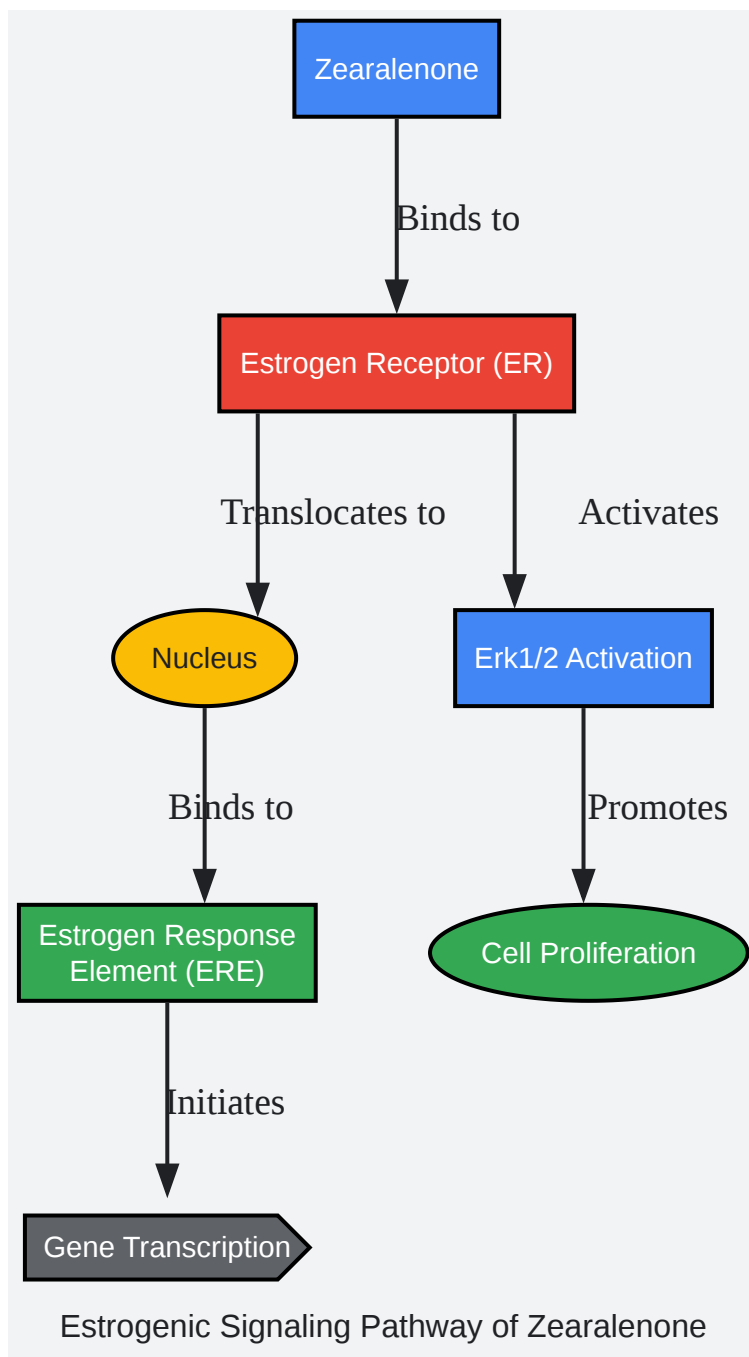 Zearalenone
Binds to
Estrogen Receptor (ER)
Translocates to
Activates
Nucleus
Erk1/2 Activation
Binds to
Promotes
Estrogen Response
Element (ERE)
Cell Proliferation
Initiates
Gene Transcription
Estrogenic Signaling Pathway of Zearalenone